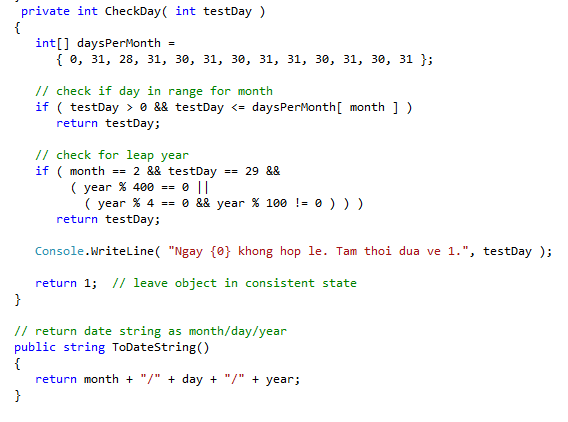 private int CheckDay( int testDay )
{
int[] daysPerMonth =
{ 0, 31, 28, 31, 30, 31, 30, 31, 31, 30, 31, 30, 31 };
// check if day in range for month
if ( testDay > 0 && testDay <= daysPerMonth[ month ] )
return testDay;
// check for leap year
if ( month == 2 && testDay == 29 &&
( year % 400 == 0 ||
( year % 4 == 0 && year % 100 != 0 ) ) )
return testDay;
Console.WriteLine( "Ngay {0} khong hop le. Tam thoi dua ve 1.", testDay );
return 1;  // leave object in consistent state
}
// return date string as month/day/year
public string ToDateString()
{
return month + "/" + day + "/" + year;
}